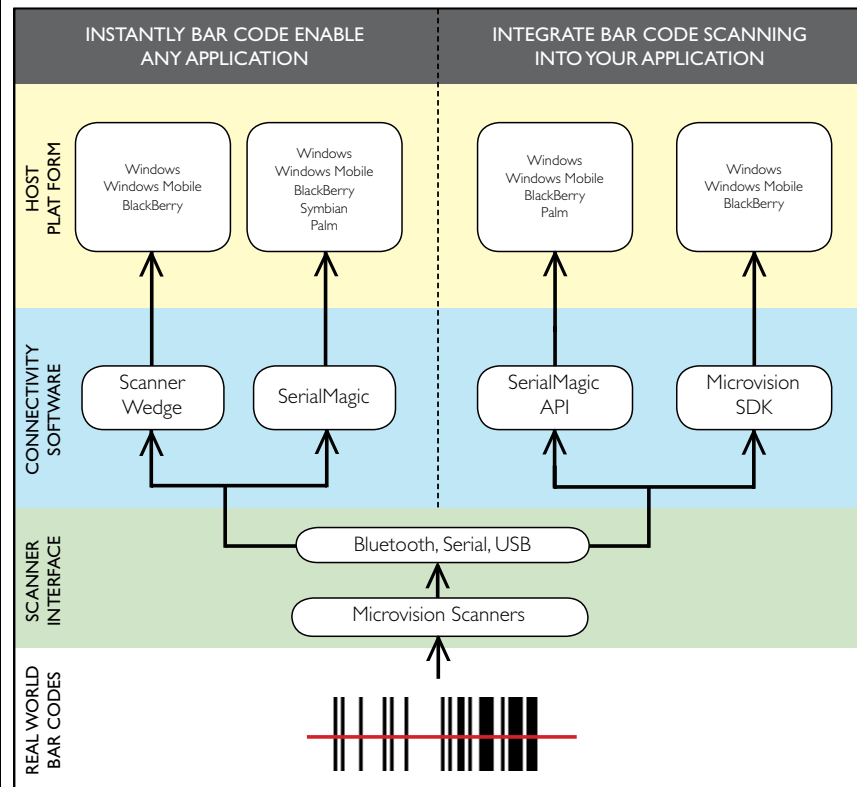 INSTANTLY BAR CODE ENABLE
ANY APPLICATION
INTEGRATE BAR CODE SCANNING
INTO YOUR APPLICATION
HOST
PLAT FORM
Windows
Windows Mobile
BlackBerry
Windows
Windows Mobile
BlackBerry
Symbian
Palm
Windows
Windows Mobile
BlackBerry
Palm
Windows
Windows Mobile
BlackBerry
CONNECTIVITY
SOFTWARE
Scanner
Wedge
SerialMagic
SerialMagic
API
Microvision
SDK
SCANNER
INTERFACE
Bluetooth, Serial, USB
Microvision Scanners
REAL WORLD
BAR CODES